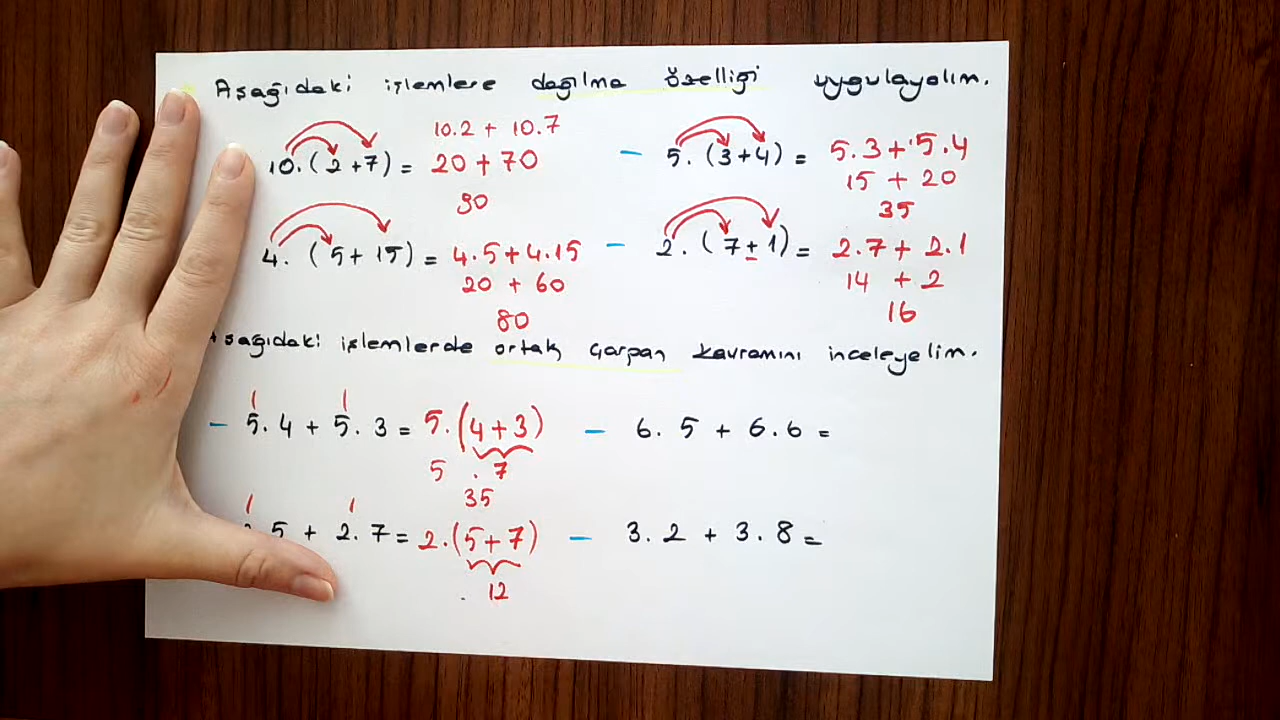 Aşağıdaki işlemlere dağılma özelliği uygulayalım.
10.(2+7) = 10.2 + 10.7
20 + 70
90
- 5.(3+4) = 5.3 + 5.4
15 + 20
35
4.(5+15) = 4.5 + 4.15
20 + 60
80
- 2.(7+1) = 2.7 + 2.1
14 + 2
16
Aşağıdaki işlemlerde ortak çarpan kavramını inceleyelim.
- 5.4 + 5.3 = 5.(4+3)
5 . 7
35
- 6.5 + 6.6 =
5 + 2.7 = 2.(5+7)
. 12
- 3.2 + 3.8 =